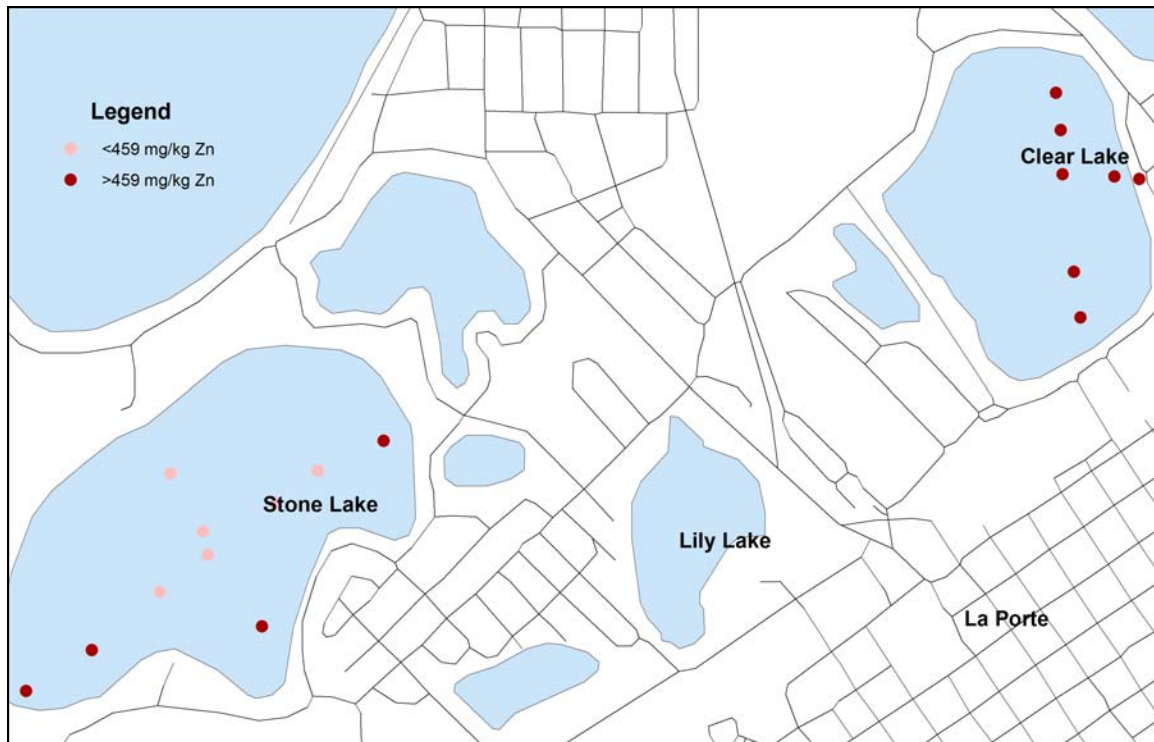 Legend
<459 mg/kg Zn
>459 mg/kg Zn
Clear Lake
Stone Lake
Lily Lake
La Porte